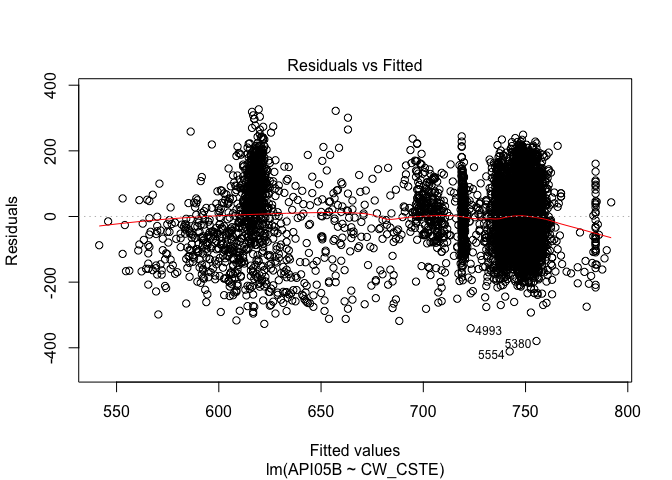 Residuals vs Fitted
400
200
0
-200
-400
Residuals
4993
5380
5554
550 600 650 700 750 800
Fitted values
lm(API05B ~ CW_CSTE)